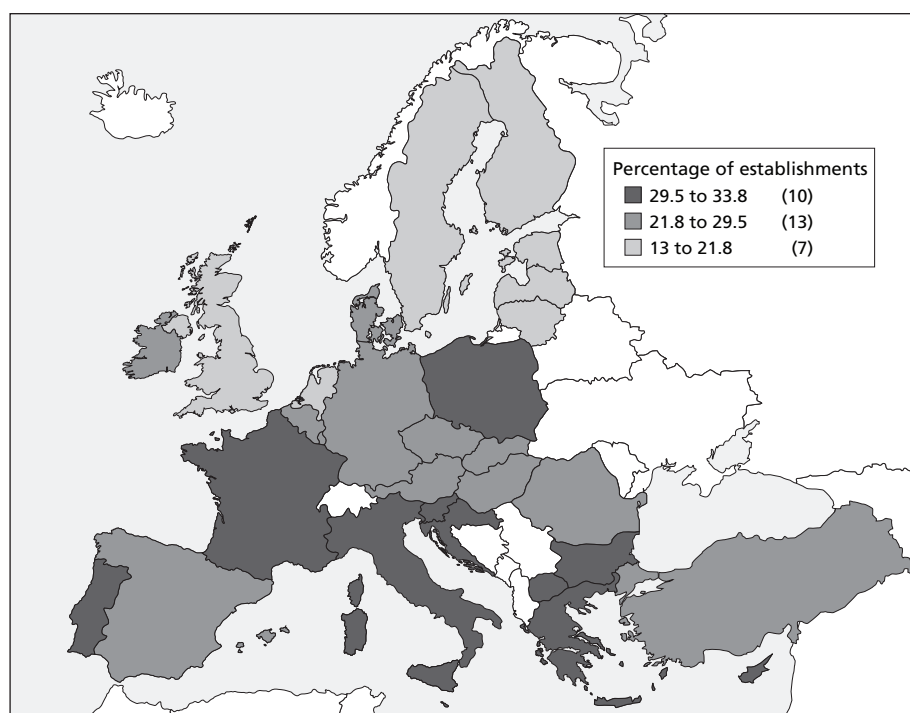 Percentage of establishments
29.5 to 33.8 (10)
21.8 to 29.5 (13)
13 to 21.8 (7)